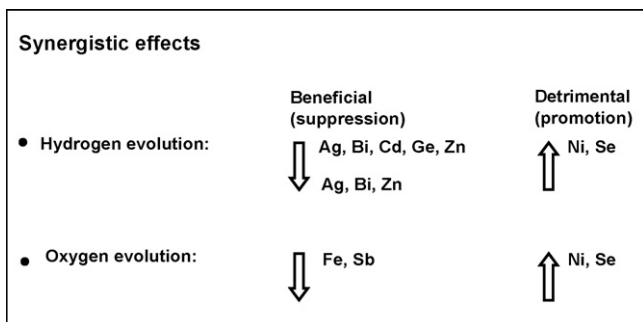 Synergistic effects
Beneficial Detrimental
(suppression) (promotion)
• Hydrogen evolution: Ag, Bi, Cd, Ge, Zn Ni, Se
Ag, Bi, Zn
• Oxygen evolution: Fe, Sb Ni, Se